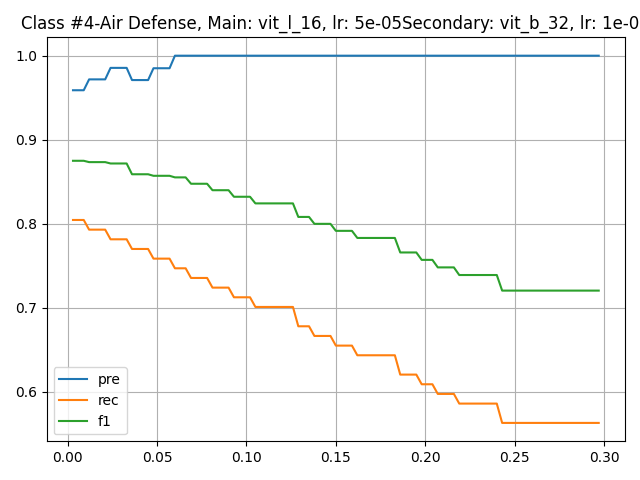 Class #4-Air Defense, Main: vit_l_16, lr: 5e-05Secondary: vit_b_32, lr: 1e-0
1.0
0.9
0.8
0.7
0.6
pre
rec
f1
0.00 0.05 0.10 0.15 0.20 0.25 0.30